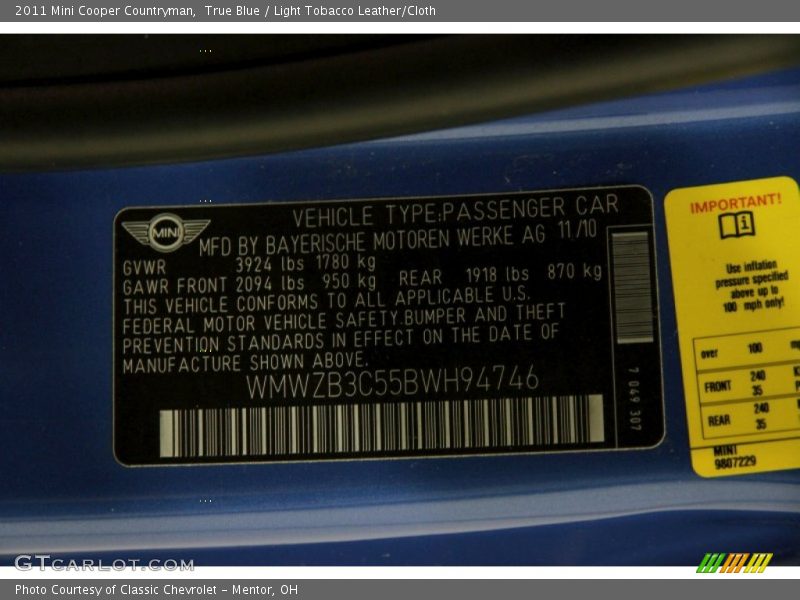 2011 Mini Cooper Countryman, True Blue / Light Tobacco Leather/Cloth
MINI
VEHICLE TYPE:PASSENGER CAR
MFD BY BAYERISCHE MOTOREN WERKE AG 11/10
GVWR 3924 lbs 1780 kg
GAWR FRONT 2094 lbs 950 kg REAR 1918 lbs 870 kg
THIS VEHICLE CONFORMS TO ALL APPLICABLE U.S.
FEDERAL MOTOR VEHICLE SAFETY.BUMPER AND THEFT
PREVENTION STANDARDS IN EFFECT ON THE DATE OF
MANUFACTURE SHOWN ABOVE.
WMWZB3C55BWH94746
7 049 307
IMPORTANT!
i
Use inflation
pressure specified
above up to
100 mph only!
over 100
FRONT 240
35
REAR 240
35
MINI
9807229
GTCARLOT.COM
Photo Courtesy of Classic Chevrolet - Mentor, OH